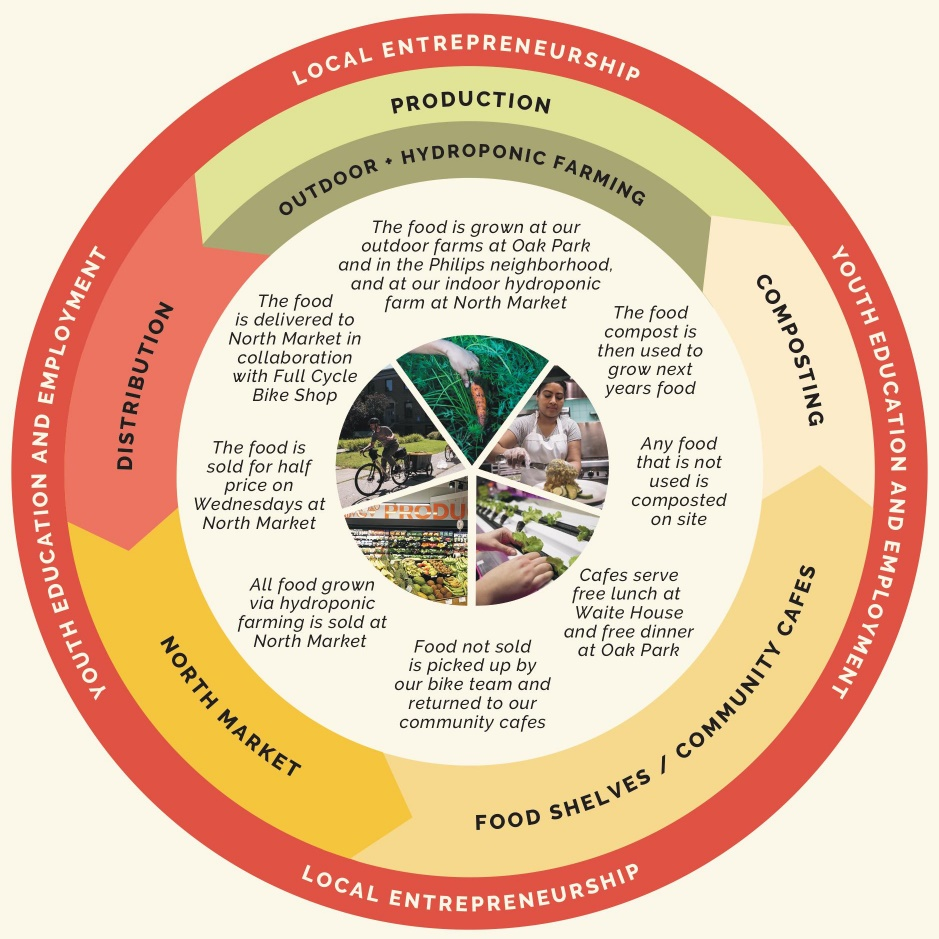 LOCAL ENTREPRENEURSHIP
PRODUCTION
OUTDOOR + HYDROPONIC FARMING
The food is grown at our
outdoor farms at Oak Park
and in the Philips neighborhood,
and at our indoor hydroponic
farm at North Market
YOUTH EDUCATION AND EMPLOYMENT
COMPOSTING
The food
compost is
then used to
grow next
years food
Any food
that is not
used is
composted
on site
FOOD SHELVES / COMMUNITY CAFES
Cafes serve
free lunch at
Waite House
and free dinner
at Oak Park
Food not sold
is picked up by
our bike team and
returned to our
community cafes
LOCAL ENTREPRENEURSHIP
NORTH MARKET
All food grown
via hydroponic
farming is sold at
North Market
The food is
sold for half
price on
Wednesdays at
North Market
YOUTH EDUCATION AND EMPLOYMENT
DISTRIBUTION
The food
is delivered to
North Market in
collaboration
with Full Cycle
Bike Shop
PRODU